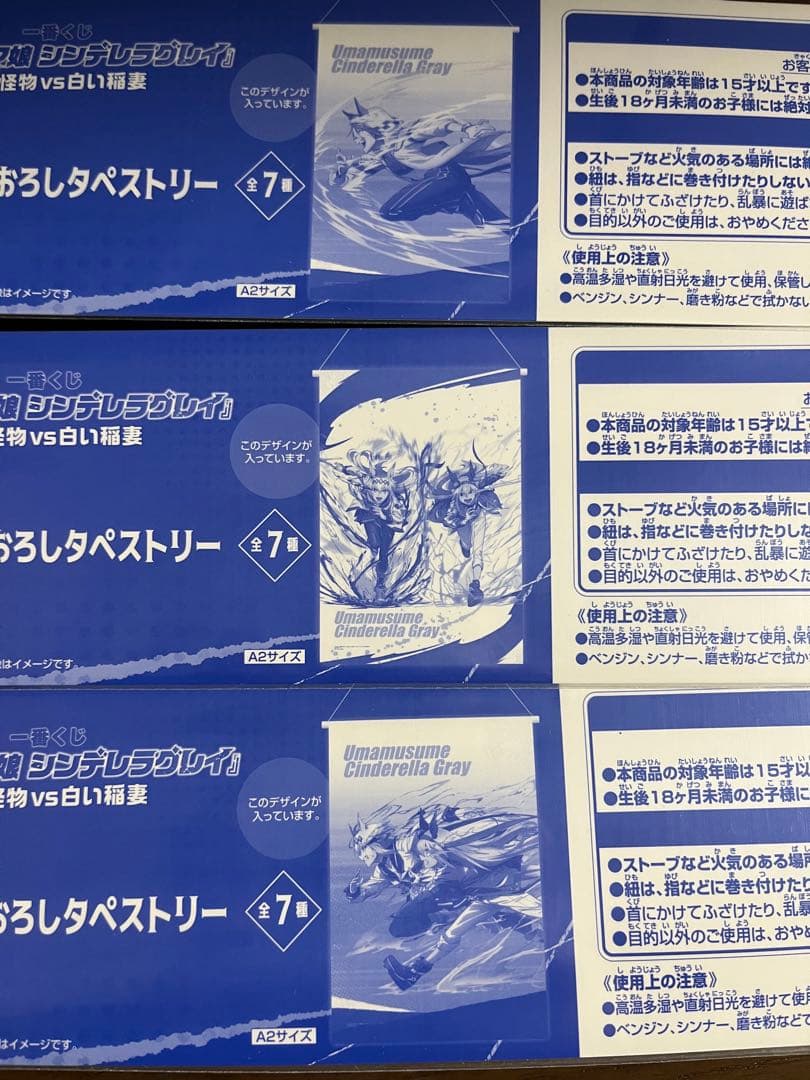 一番くじ
マ娘 シンデレラグレイ』
怪物vs白い稲妻
おろしタペストリー
全7種
このデザインが
入っています。
Umamusume
Cinderella Gray
はイメージです。
A2サイズ
お客
●本商品の対象年齢は15才以上です
●生後18ヶ月未満のお子様には絶対
●ストーブなど火気のある場所には絶
●紐は、指などに巻き付けたりしない
●首にかけてふざけたり、乱暴に遊ば
●目的以外のご使用は、おやめくださ
《使用上の注意》
●高温多湿や直射日光を避けて使用、保管し
●ベンジン、シンナー、磨き粉などで拭かない
一番くじ
娘 シンデレラグレイ』
怪物vs白い稲妻
おろしタペストリー
全7種
このデザインが
入っています。
Umamusume
Cinderella Gray
はイメージです。
A2サイズ
お
●本商品の対象年齢は15才以上で
●生後18ヶ月未満のお子様には絶
●ストーブなど火気のある場所に
●紐は、指などに巻き付けたりしな
●首にかけてふざけたり、乱暴に遊
●目的以外のご使用は、おやめくだ
《使用上の注意》
●高温多湿や直射日光を避けて使用、保管
●ベンジン、シンナー、磨き粉などで拭か
一番くじ
娘 シンデレラグレイ』
怪物vs白い稲妻
おろしタペストリー
全7種
このデザインが
入っています。
Umamusume
Cinderella Gray
はイメージです。
A2サイズ
●本商品の対象年齢は15才以
●生後18ヶ月未満のお子様に
●ストーブなど火気のある場所
●紐は、指などに巻き付けたり
●首にかけてふざけたり、乱暴
●目的以外のご使用は、おやめ
《使用上の注意》
●高温多湿や直射日光を避けて使用
●ベンジン、シンナー、磨き粉などで